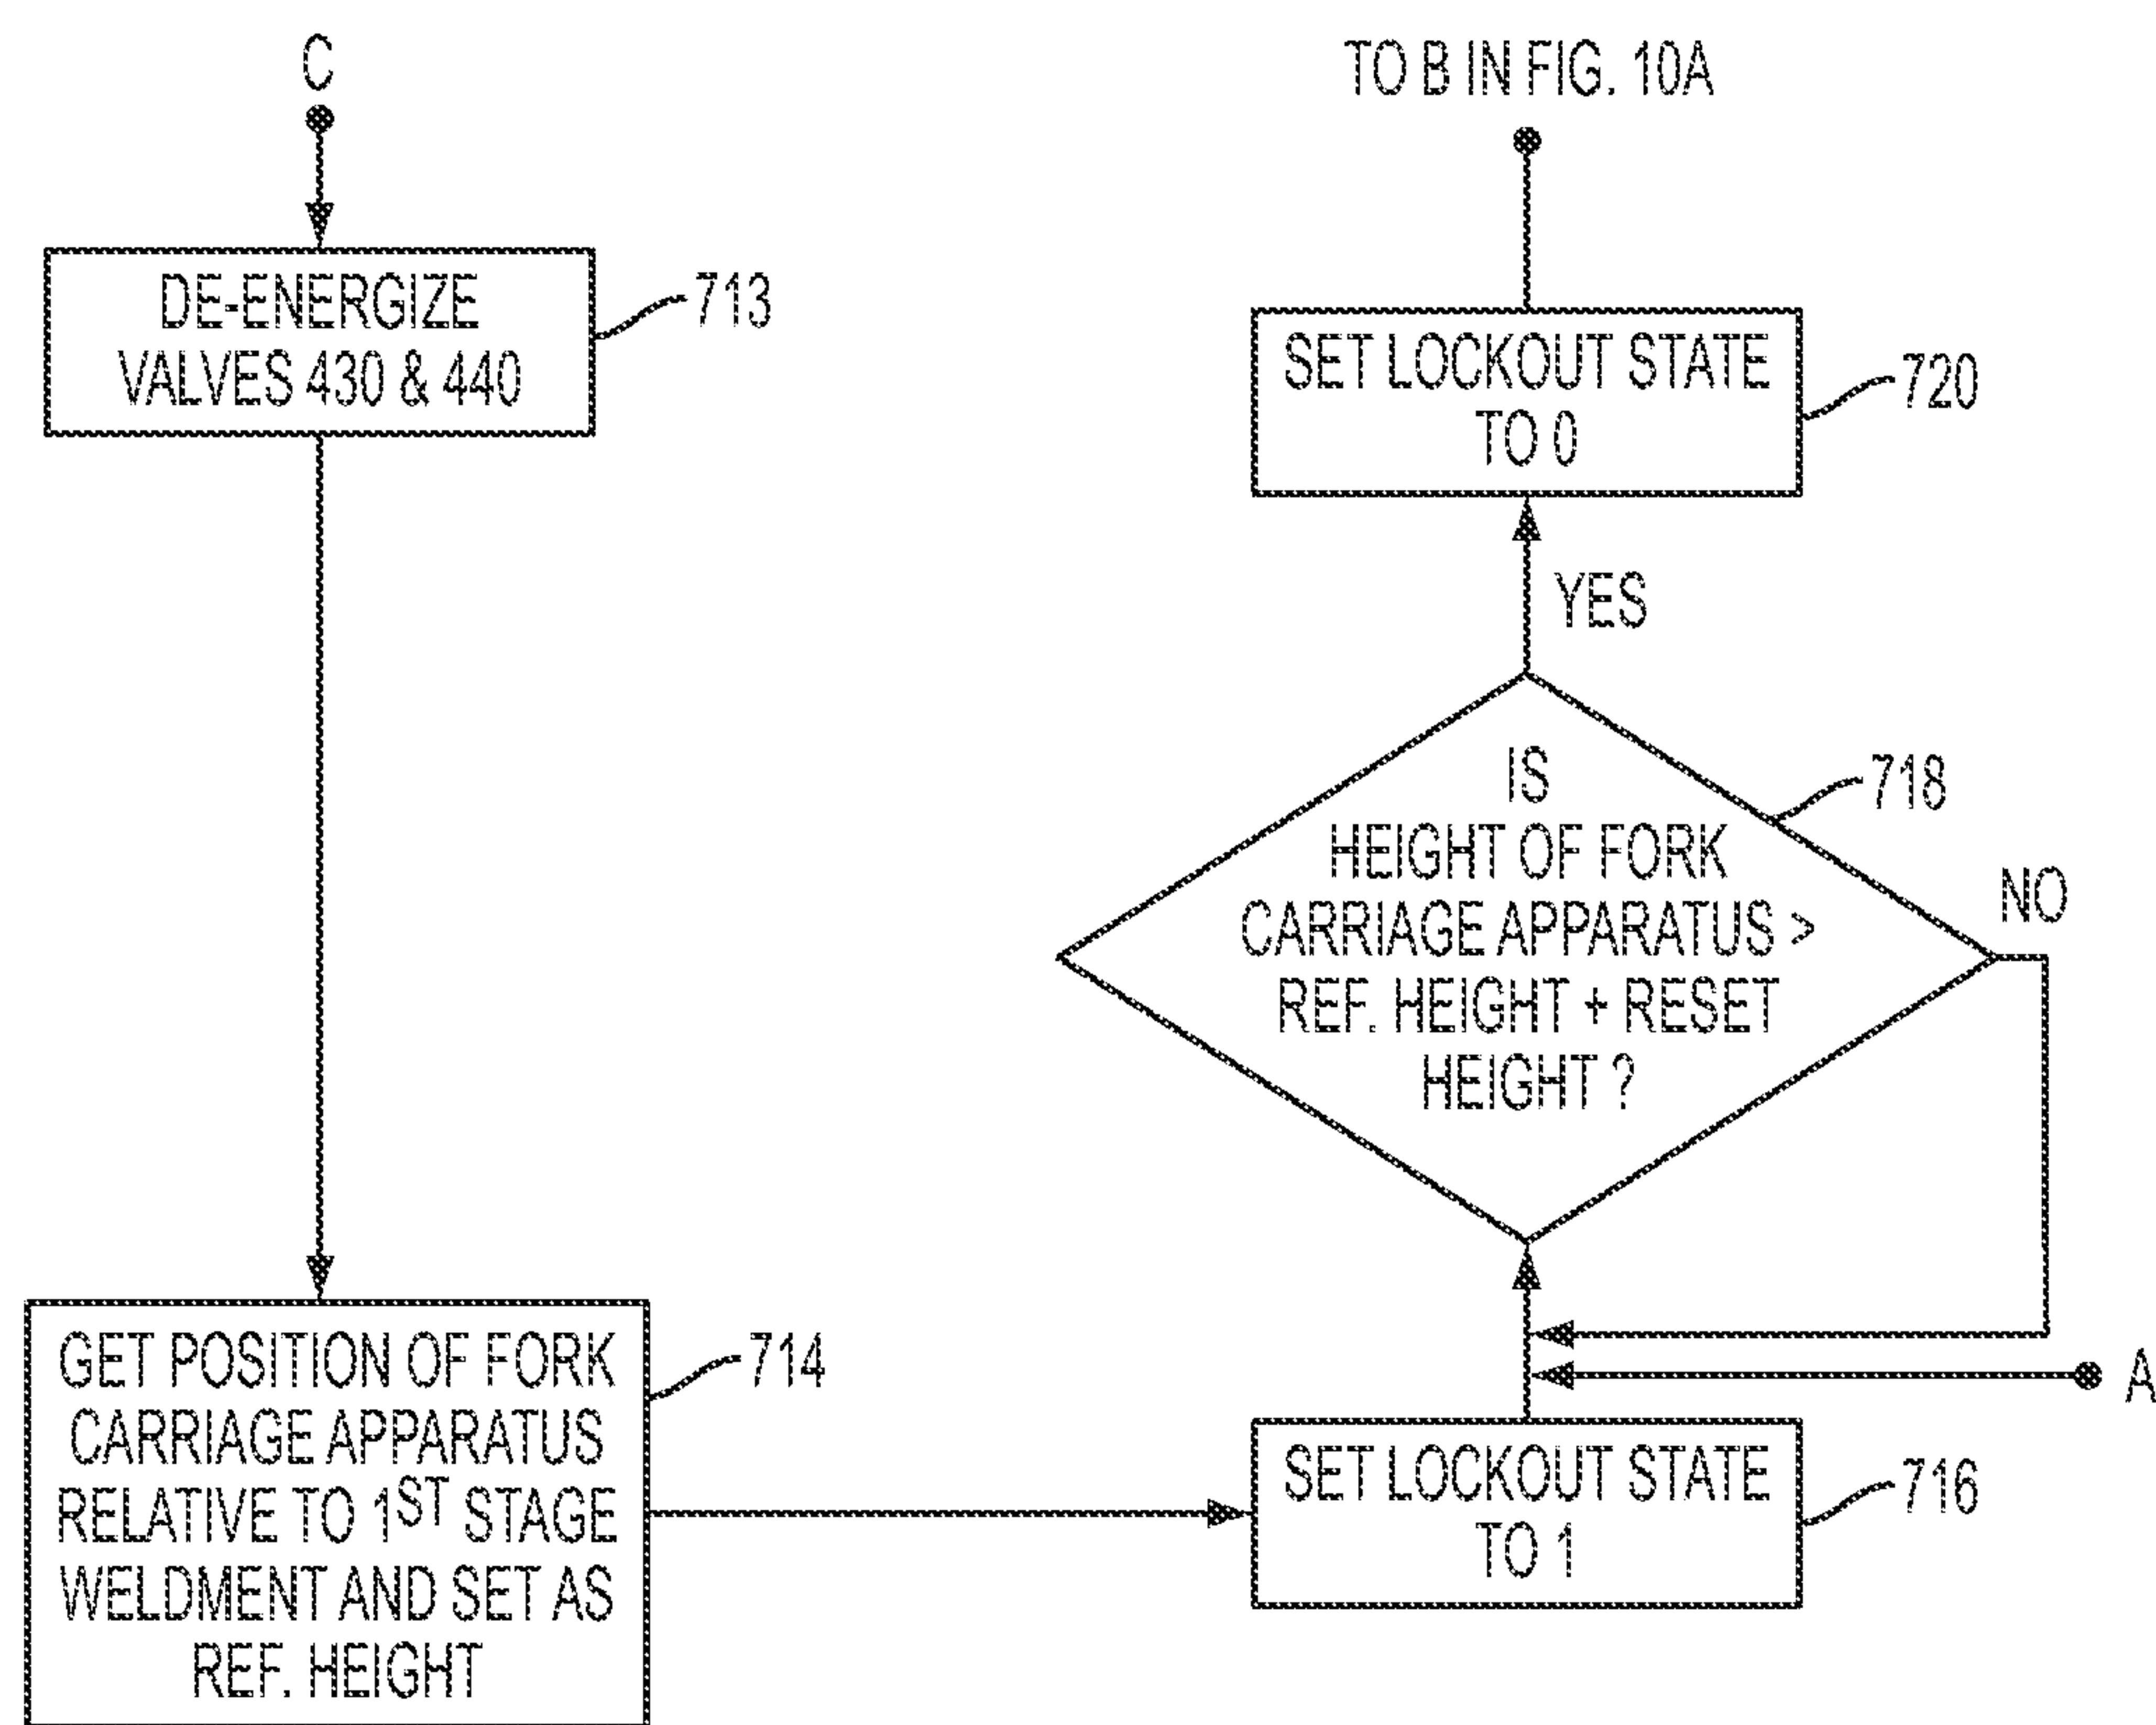 C
DE-ENERGIZE
VALVES 430 & 440
713
GET POSITION OF FORK
CARRIAGE APPARATUS
RELATIVE TO 1ST STAGE
WELDMENT AND SET AS
REF. HEIGHT
714
TO B IN FIG. 10A
SET LOCKOUT STATE
TO 0
720
YES
IS
HEIGHT OF FORK
CARRIAGE APPARATUS >
REF. HEIGHT + RESET
HEIGHT ?
718
NO
A
SET LOCKOUT STATE
TO 1
716